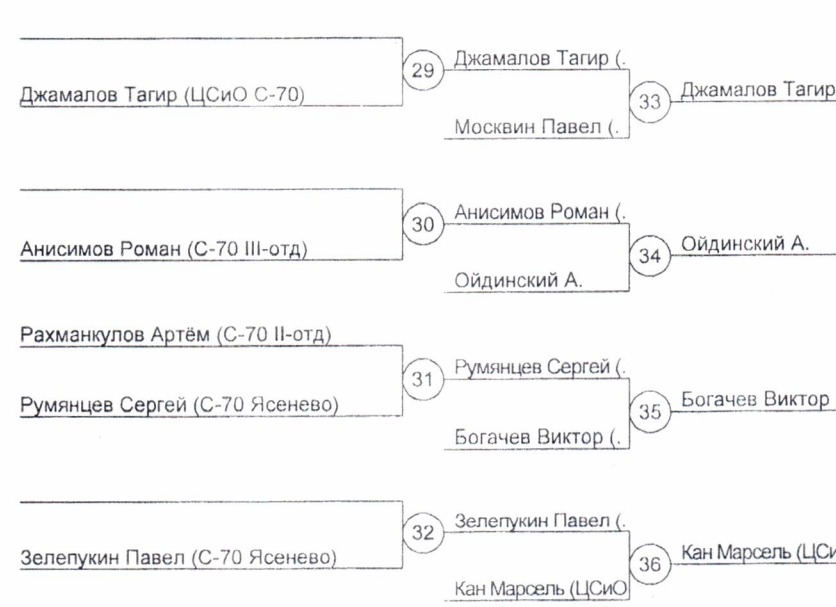 Джамалов Тагир (.
29
Джамалов Тагир
Джамалов Тагир (ЦСиО С-70)
33
Москвин Павел (.
Анисимов Роман (.
30
Ойдинский А.
Анисимов Роман (С-70 III-отд)
34
Ойдинский А.
Рахманкулов Артём (С-70 II-отд)
Румянцев Сергей (.
31
Богачев Виктор
Румянцев Сергей (С-70 Ясенево)
35
Богачев Виктор (.
Зелепукин Павел (.
32
Кан Марсель (ЦСи
Зелепукин Павел (С-70 Ясенево)
36
Кан Марсель (ЦСиО